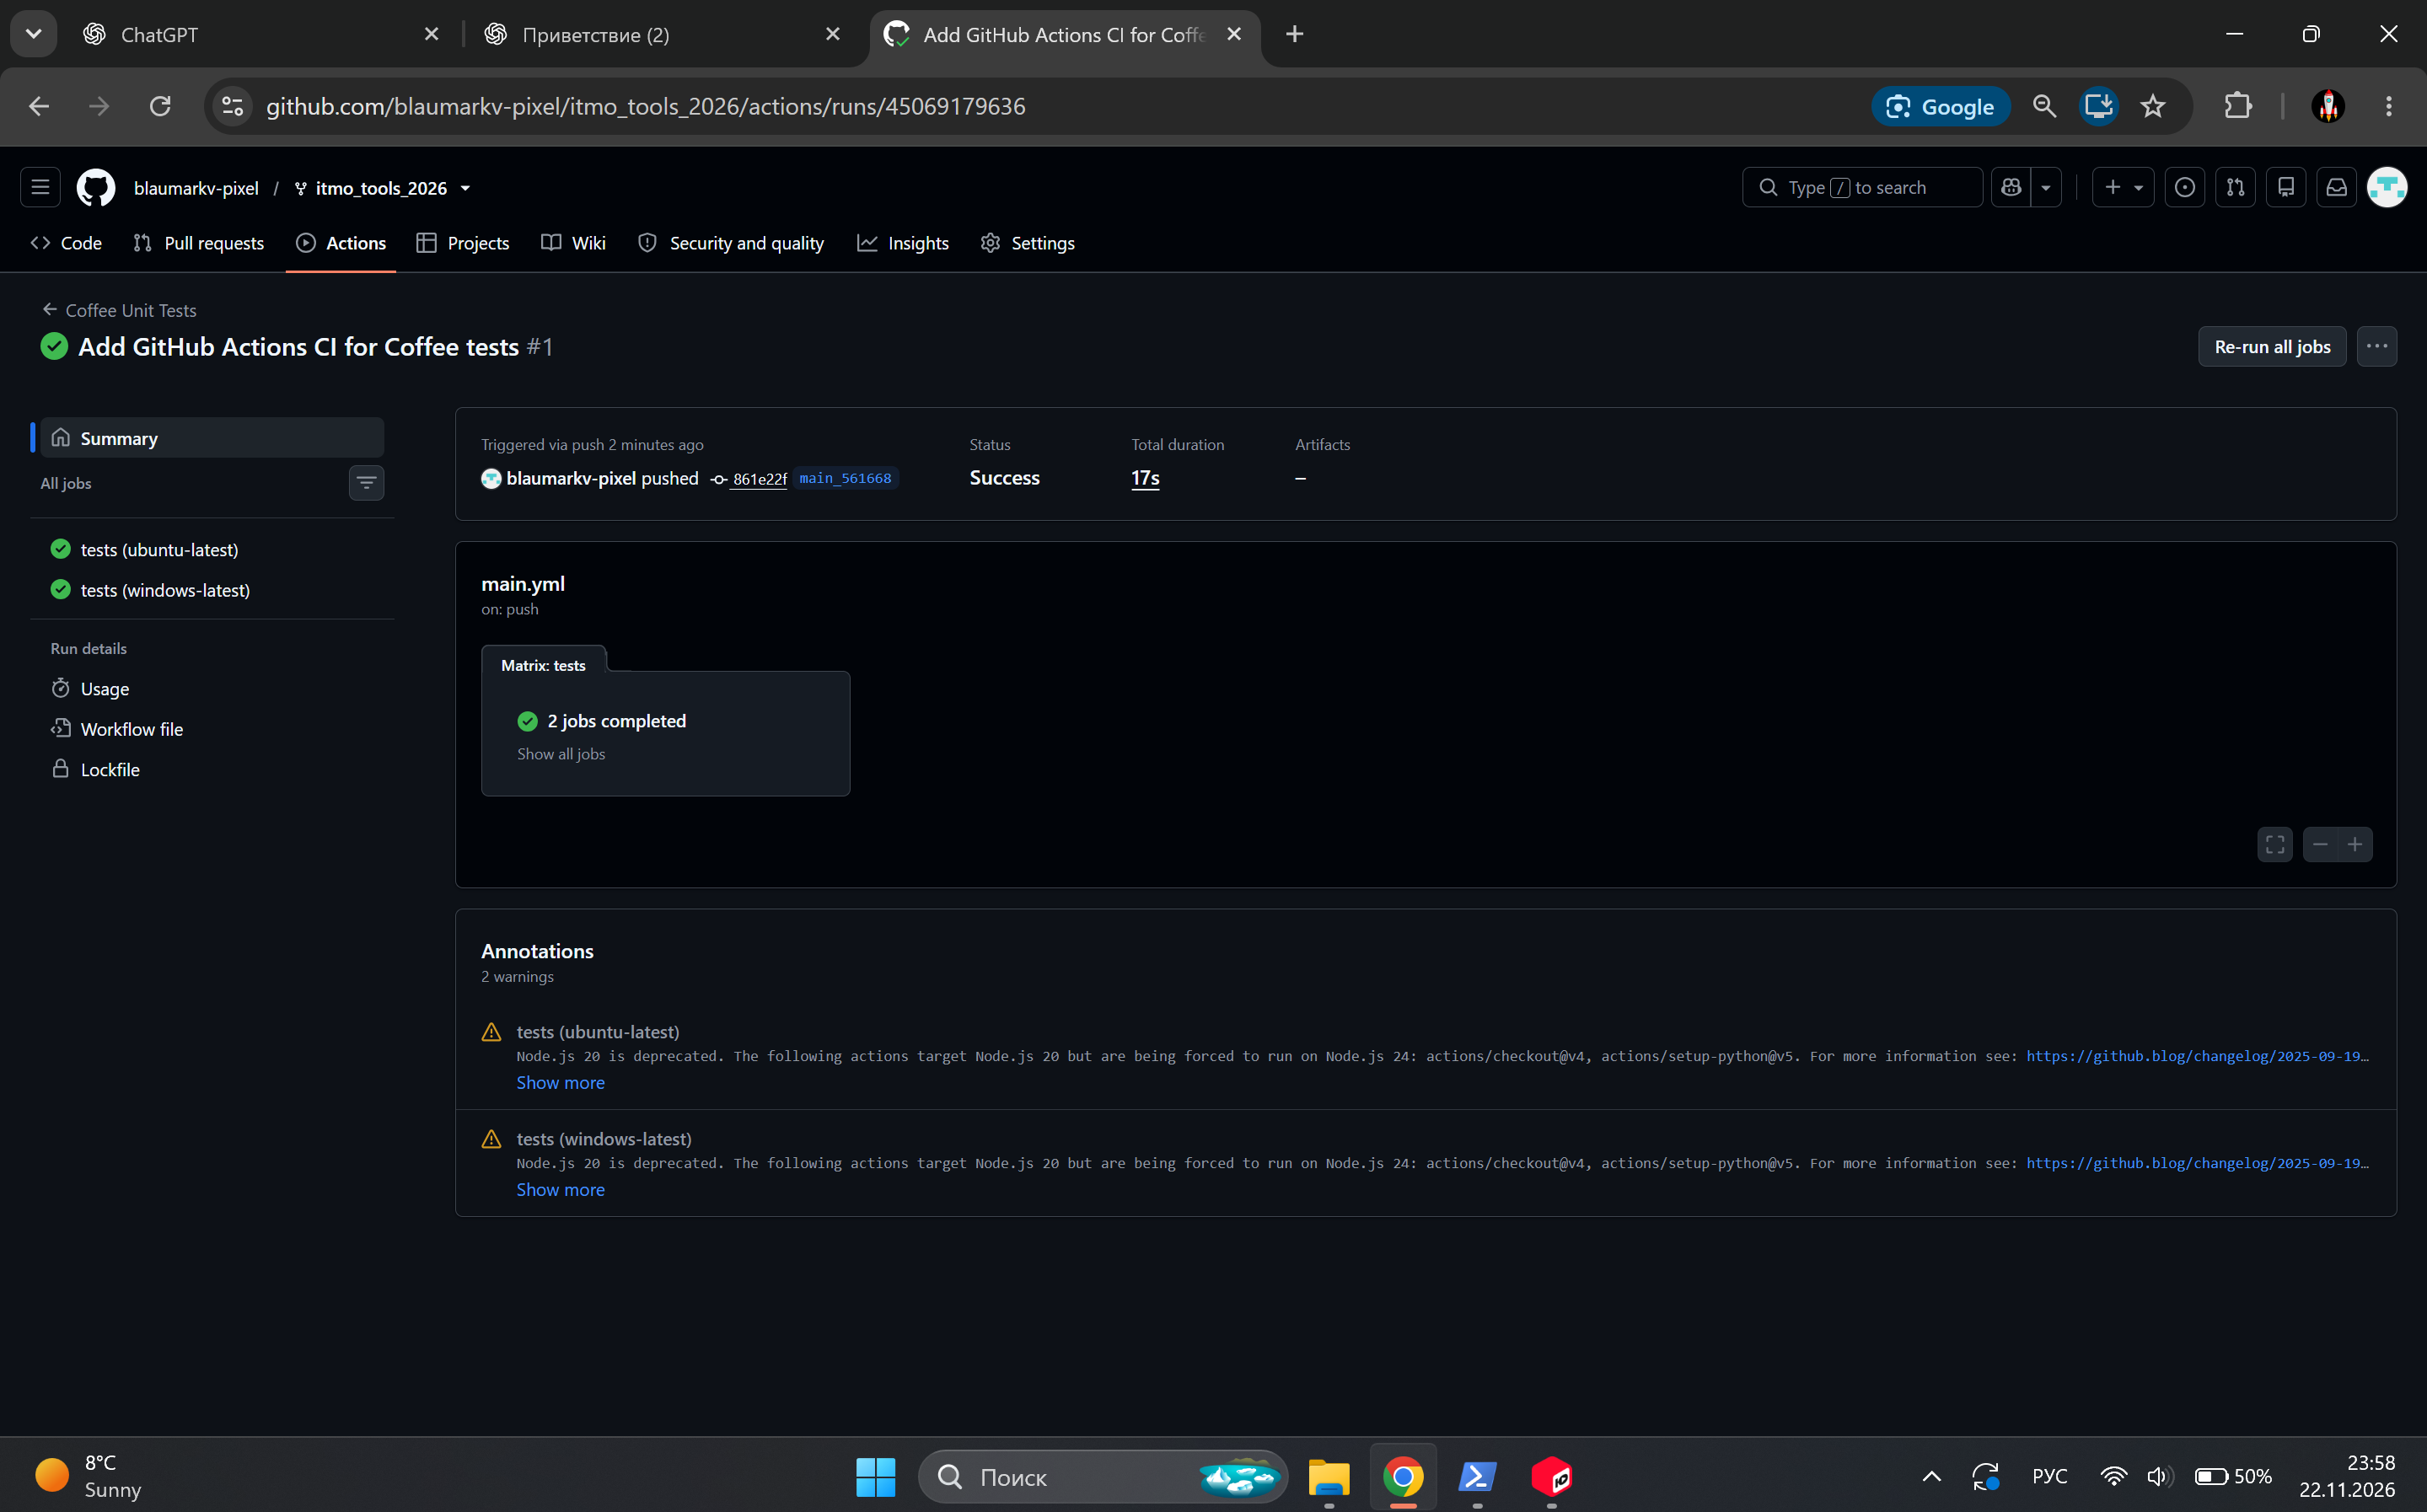 ChatGPT
Приветствие (2)
Add GitHub Actions CI for Coffe
github.com/blaumarkv-pixel/itmo_tools_2026/actions/runs/45069179636
Google
blaumarkv-pixel / itmo_tools_2026
Type / to search
Code
Pull requests
Actions
Projects
Wiki
Security and quality
Insights
Settings
Coffee Unit Tests
Add GitHub Actions CI for Coffee tests #1
Re-run all jobs
Summary
All jobs
tests (ubuntu-latest)
tests (windows-latest)
Run details
Usage
Workflow file
Lockfile
Triggered via push 2 minutes ago
blaumarkv-pixel pushed 861e22f main_561668
Status
Success
Total duration
17s
Artifacts
–
main.yml
on: push
Matrix: tests
2 jobs completed
Show all jobs
Annotations
2 warnings
tests (ubuntu-latest)
Node.js 20 is deprecated. The following actions target Node.js 20 but are being forced to run on Node.js 24: actions/checkout@v4, actions/setup-python@v5. For more information see: https://github.blog/changelog/2025-09-19…
Show more
tests (windows-latest)
Node.js 20 is deprecated. The following actions target Node.js 20 but are being forced to run on Node.js 24: actions/checkout@v4, actions/setup-python@v5. For more information see: https://github.blog/changelog/2025-09-19…
Show more
8°C
Sunny
Поиск
РУС
50%
23:58
22.11.2026